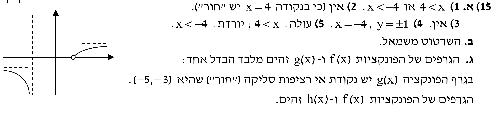 15) א. 1) x>4 או x<-4. 2) אין (כי בנקודה x=4 יש "חור").
3) אין. 4) x=-4, y=±1. 5) עולה: x>4, יורדת: x<-4.
ב. השרטוט משמאל.
ג. הגרפים של הפונקציות f(x) ו-g(x) זהים מלבד הבדל אחד:
בגרף הפונקציה g(x) יש נקודת אי רציפות סליקה ("חור") שהיא (-5,-3).
הגרפים של הפונקציות f(x) ו-h(x) זהים.